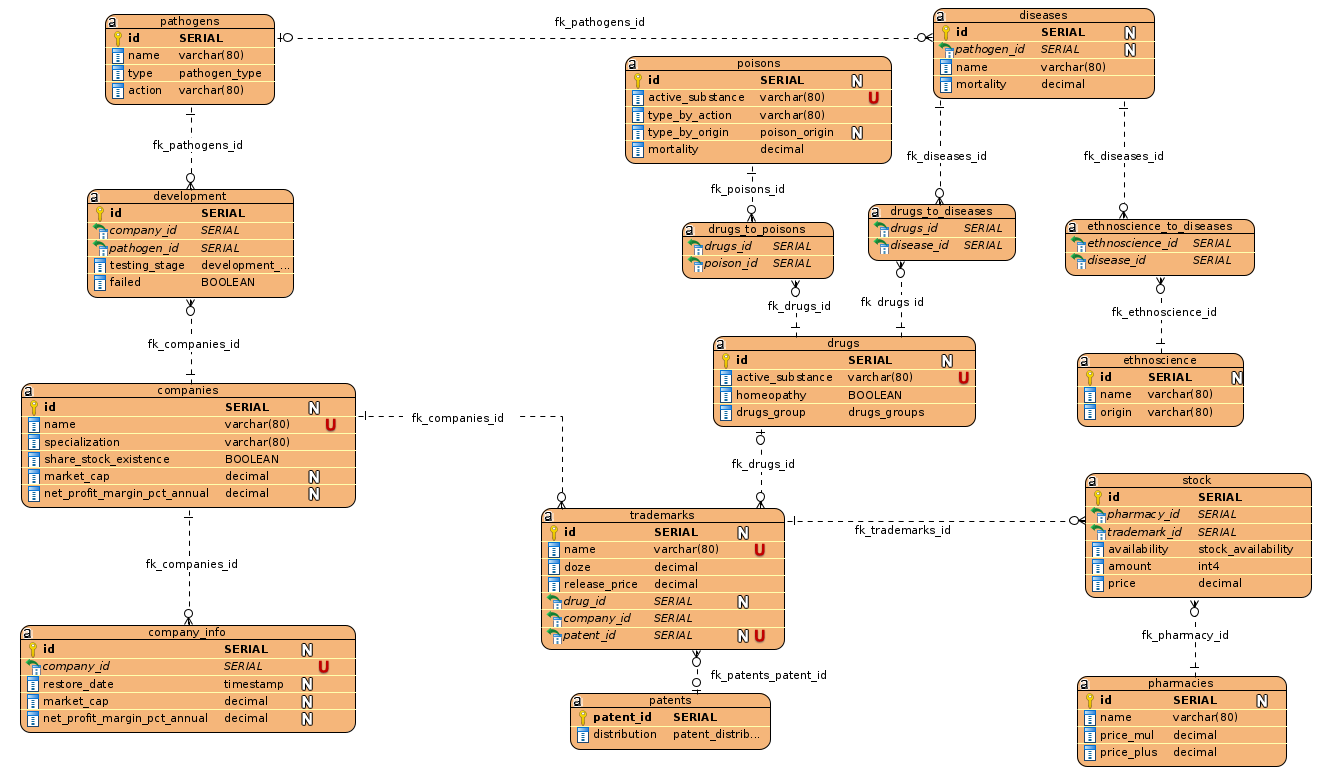 pathogens
id SERIAL
name varchar(80)
type pathogen_type
action varchar(80)
fk_pathogens_id
diseases
id SERIAL N
pathogen_id SERIAL N
name varchar(80)
mortality decimal
poisons
id SERIAL N
active_substance varchar(80) U
type_by_action varchar(80)
type_by_origin poison_origin N
mortality decimal
fk_pathogens_id
fk_diseases_id
fk_diseases_id
fk_poisons_id
development
id SERIAL
company_id SERIAL
pathogen_id SERIAL
testing_stage development_...
failed BOOLEAN
drugs_to_poisons
drugs_id SERIAL
poison_id SERIAL
drugs_to_diseases
drugs_id SERIAL
disease_id SERIAL
ethnoscience_to_diseases
ethnoscience_id SERIAL
disease_id SERIAL
fk_drugs_id
fk_drugs_id
fk_ethnoscience_id
fk_companies_id
drugs
id SERIAL N
active_substance varchar(80) U
homeopathy BOOLEAN
drugs_group drugs_groups
ethnoscience
id SERIAL N
name varchar(80)
origin varchar(80)
companies
id SERIAL N
name varchar(80) U
specialization varchar(80)
share_stock_existence BOOLEAN
market_cap decimal N
net_profit_margin_pct_annual decimal N
fk_companies_id
fk_drugs_id
stock
id SERIAL
pharmacy_id SERIAL
trademark_id SERIAL
availability stock_availability
amount int4
price decimal
trademarks
id SERIAL N
name varchar(80) U
doze decimal
release_price decimal
drug_id SERIAL N
company_id SERIAL
patent_id SERIAL N U
fk_trademarks_id
fk_companies_id
company_info
id SERIAL N
company_id SERIAL U
restore_date timestamp N
market_cap decimal N
net_profit_margin_pct_annual decimal N
fk_pharmacy_id
fk_patents_patent_id
patents
patent_id SERIAL
distribution patent_distrib...
pharmacies
id SERIAL N
name varchar(80)
price_mul decimal
price_plus decimal